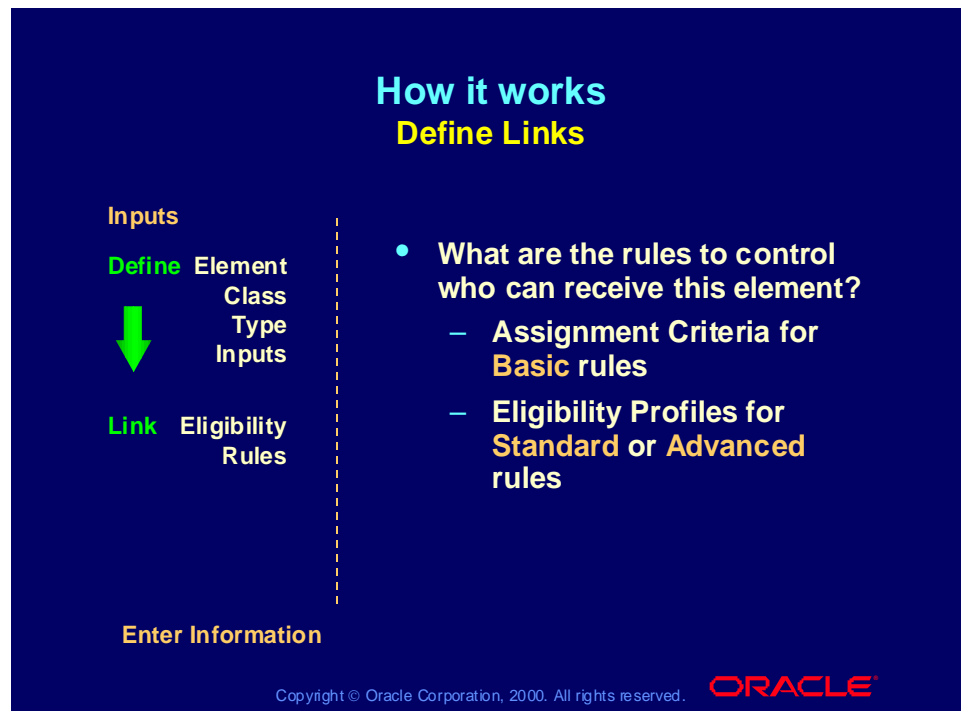 How it works
Define Links
Inputs
Define Element
Class
Type
Inputs
Link Eligibility
Rules
Enter Information
• What are the rules to control
who can receive this element?
– Assignment Criteria for
Basic rules
– Eligibility Profiles for
Standard or Advanced
rules
Copyright © Oracle Corporation, 2000. All rights reserved.
ORACLE®